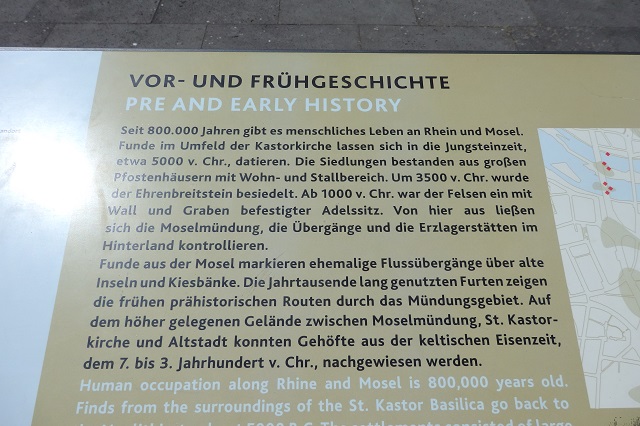 VOR- UND FRÜHGESCHICHTE
PRE AND EARLY HISTORY
Seit 800.000 Jahren gibt es menschliches Leben an Rhein und Mosel.
Funde im Umfeld der Kastorkirche lassen sich in die Jungsteinzeit,
etwa 5000 v. Chr., datieren. Die Siedlungen bestanden aus großen
Pfostenhäusern mit Wohn- und Stallbereich. Um 3500 v. Chr. wurde
der Ehrenbreitstein besiedelt. Ab 1000 v. Chr. war der Felsen ein mit
Wall und Graben befestigter Adelssitz. Von hier aus ließen
sich die Moselmündung, die Übergänge und die Erzlagerstätten im
Hinterland kontrollieren.
Funde aus der Mosel markieren ehemalige Flussübergänge über alte
Inseln und Kiesbänke. Die Jahrtausende lang genutzten Furten zeigen
die frühen prähistorischen Routen durch das Mündungsgebiet. Auf
dem höher gelegenen Gelände zwischen Moselmündung, St. Kastor-
kirche und Altstadt konnten Gehöfte aus der keltischen Eisenzeit,
dem 7. bis 3. Jahrhundert v. Chr., nachgewiesen werden.
Human occupation along Rhine and Mosel is 800,000 years old.
Finds from the surroundings of the St. Kastor Basilica go back to
5000 B.C. The settlements consisted of large